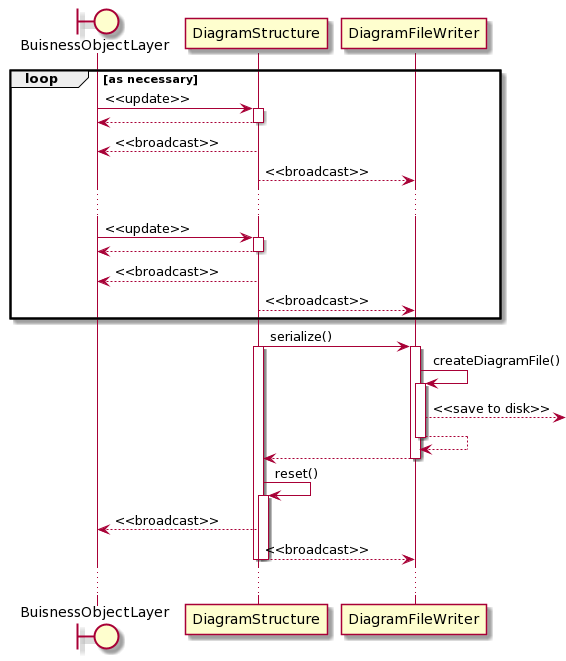 BuisnessObjectLayer
DiagramStructure
DiagramFileWriter
loop
[as necessary]
<<update>>
<<broadcast>>
<<broadcast>>
<<update>>
<<broadcast>>
<<broadcast>>
serialize()
createDiagramFile()
<<save to disk>>
reset()
<<broadcast>>
<<broadcast>>
BuisnessObjectLayer
DiagramStructure
DiagramFileWriter